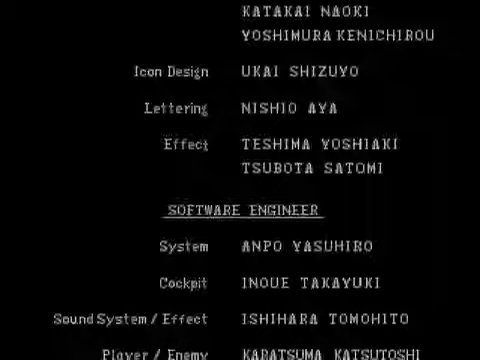 KATAKAI NAOKI
YOSHIMURA KENICHIROU
Icon Design UKAI SHIZUYO
Lettering NISHIO AYA
Effect TESHIMA YOSHIAKI
TSUBOTA SATOMI
SOFTWARE ENGINEER
System ANPO YASUHIRO
Cockpit INOUE TAKAYUKI
Sound System / Effect ISHIHARA TOMOHITO
Player / Enemy KARATSUMA KATSUTOSHI